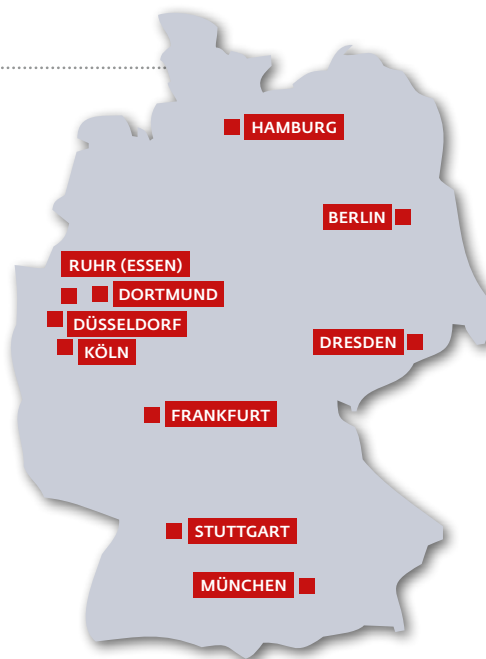 HAMBURG
BERLIN
RUHR (ESSEN)
DORTMUND
DÜSSELDORF
KÖLN
DRESDEN
FRANKFURT
STUTTGART
MÜNCHEN